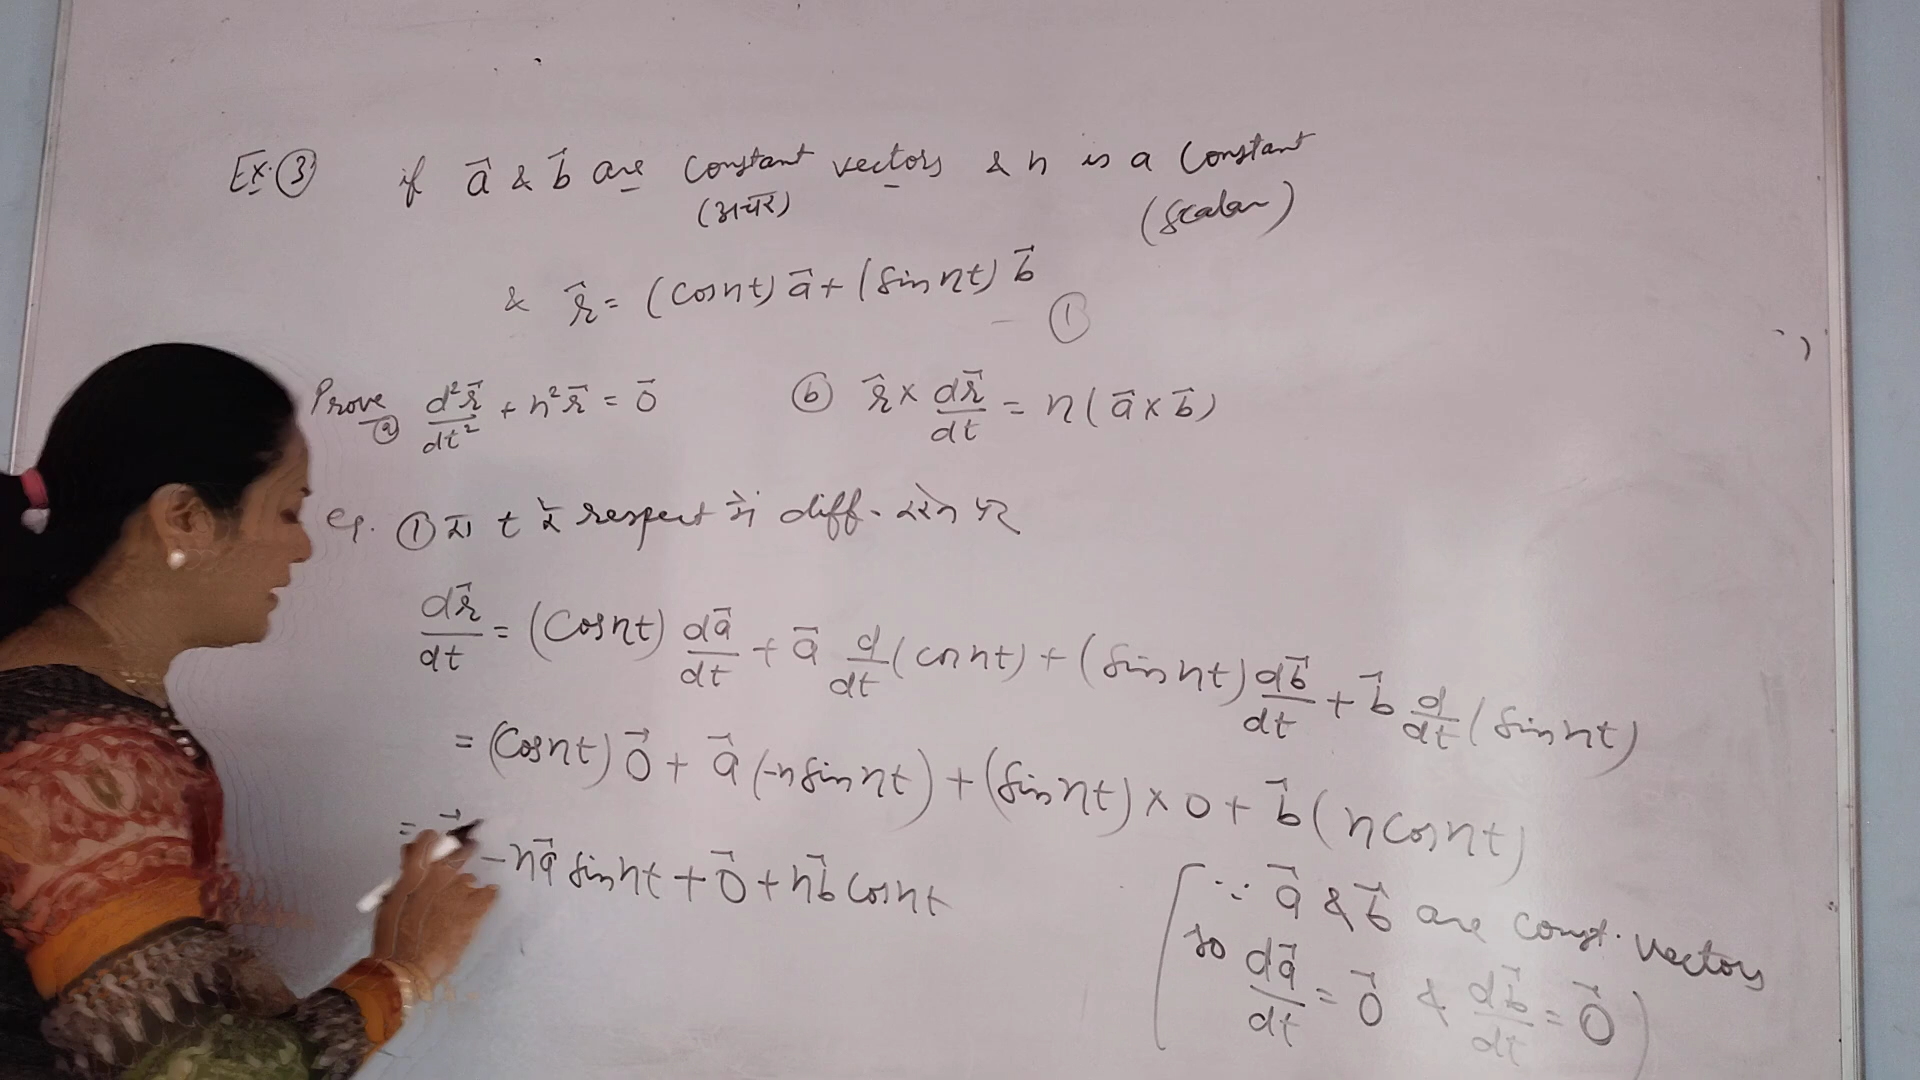 Ex. ③ if a⃗ & b⃗ are constant vectors & n is a constant
(अचर) (scalar)
& r⃗ = (cos nt) a⃗ + (sin nt) b⃗ - ①
Prove ⓐ d²r⃗/dt² + n²r⃗ = 0⃗ ⓑ r⃗ × dr⃗/dt = n(a⃗ × b⃗)
eq. ① का t के respect में diff. करने पर
dr⃗/dt = (cos nt) da⃗/dt + a⃗ d/dt (cos nt) + (sin nt) db⃗/dt + b⃗ d/dt (sin nt)
= (cos nt) 0⃗ + a⃗ (-n sin nt) + (sin nt) × 0 + b⃗ (n cos nt)
= - na⃗ sin nt + 0⃗ + nb⃗ cos nt
(∵ a⃗ & b⃗ are const. vectors
so da⃗/dt = 0⃗ & db⃗/dt = 0⃗)